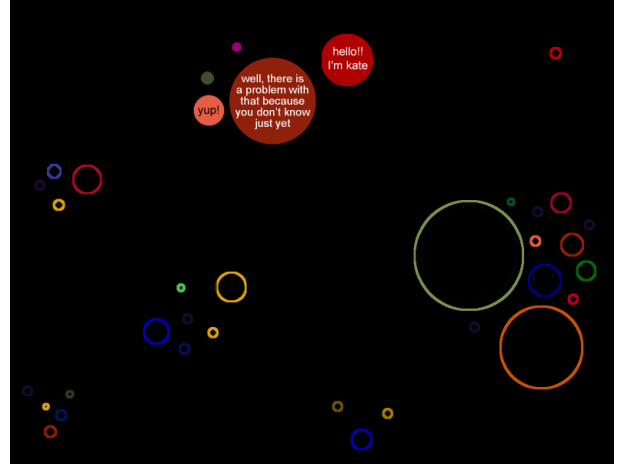 hello!!
I'm kate
well, there is
a problem with
that because
you don't know
just yet
yup!